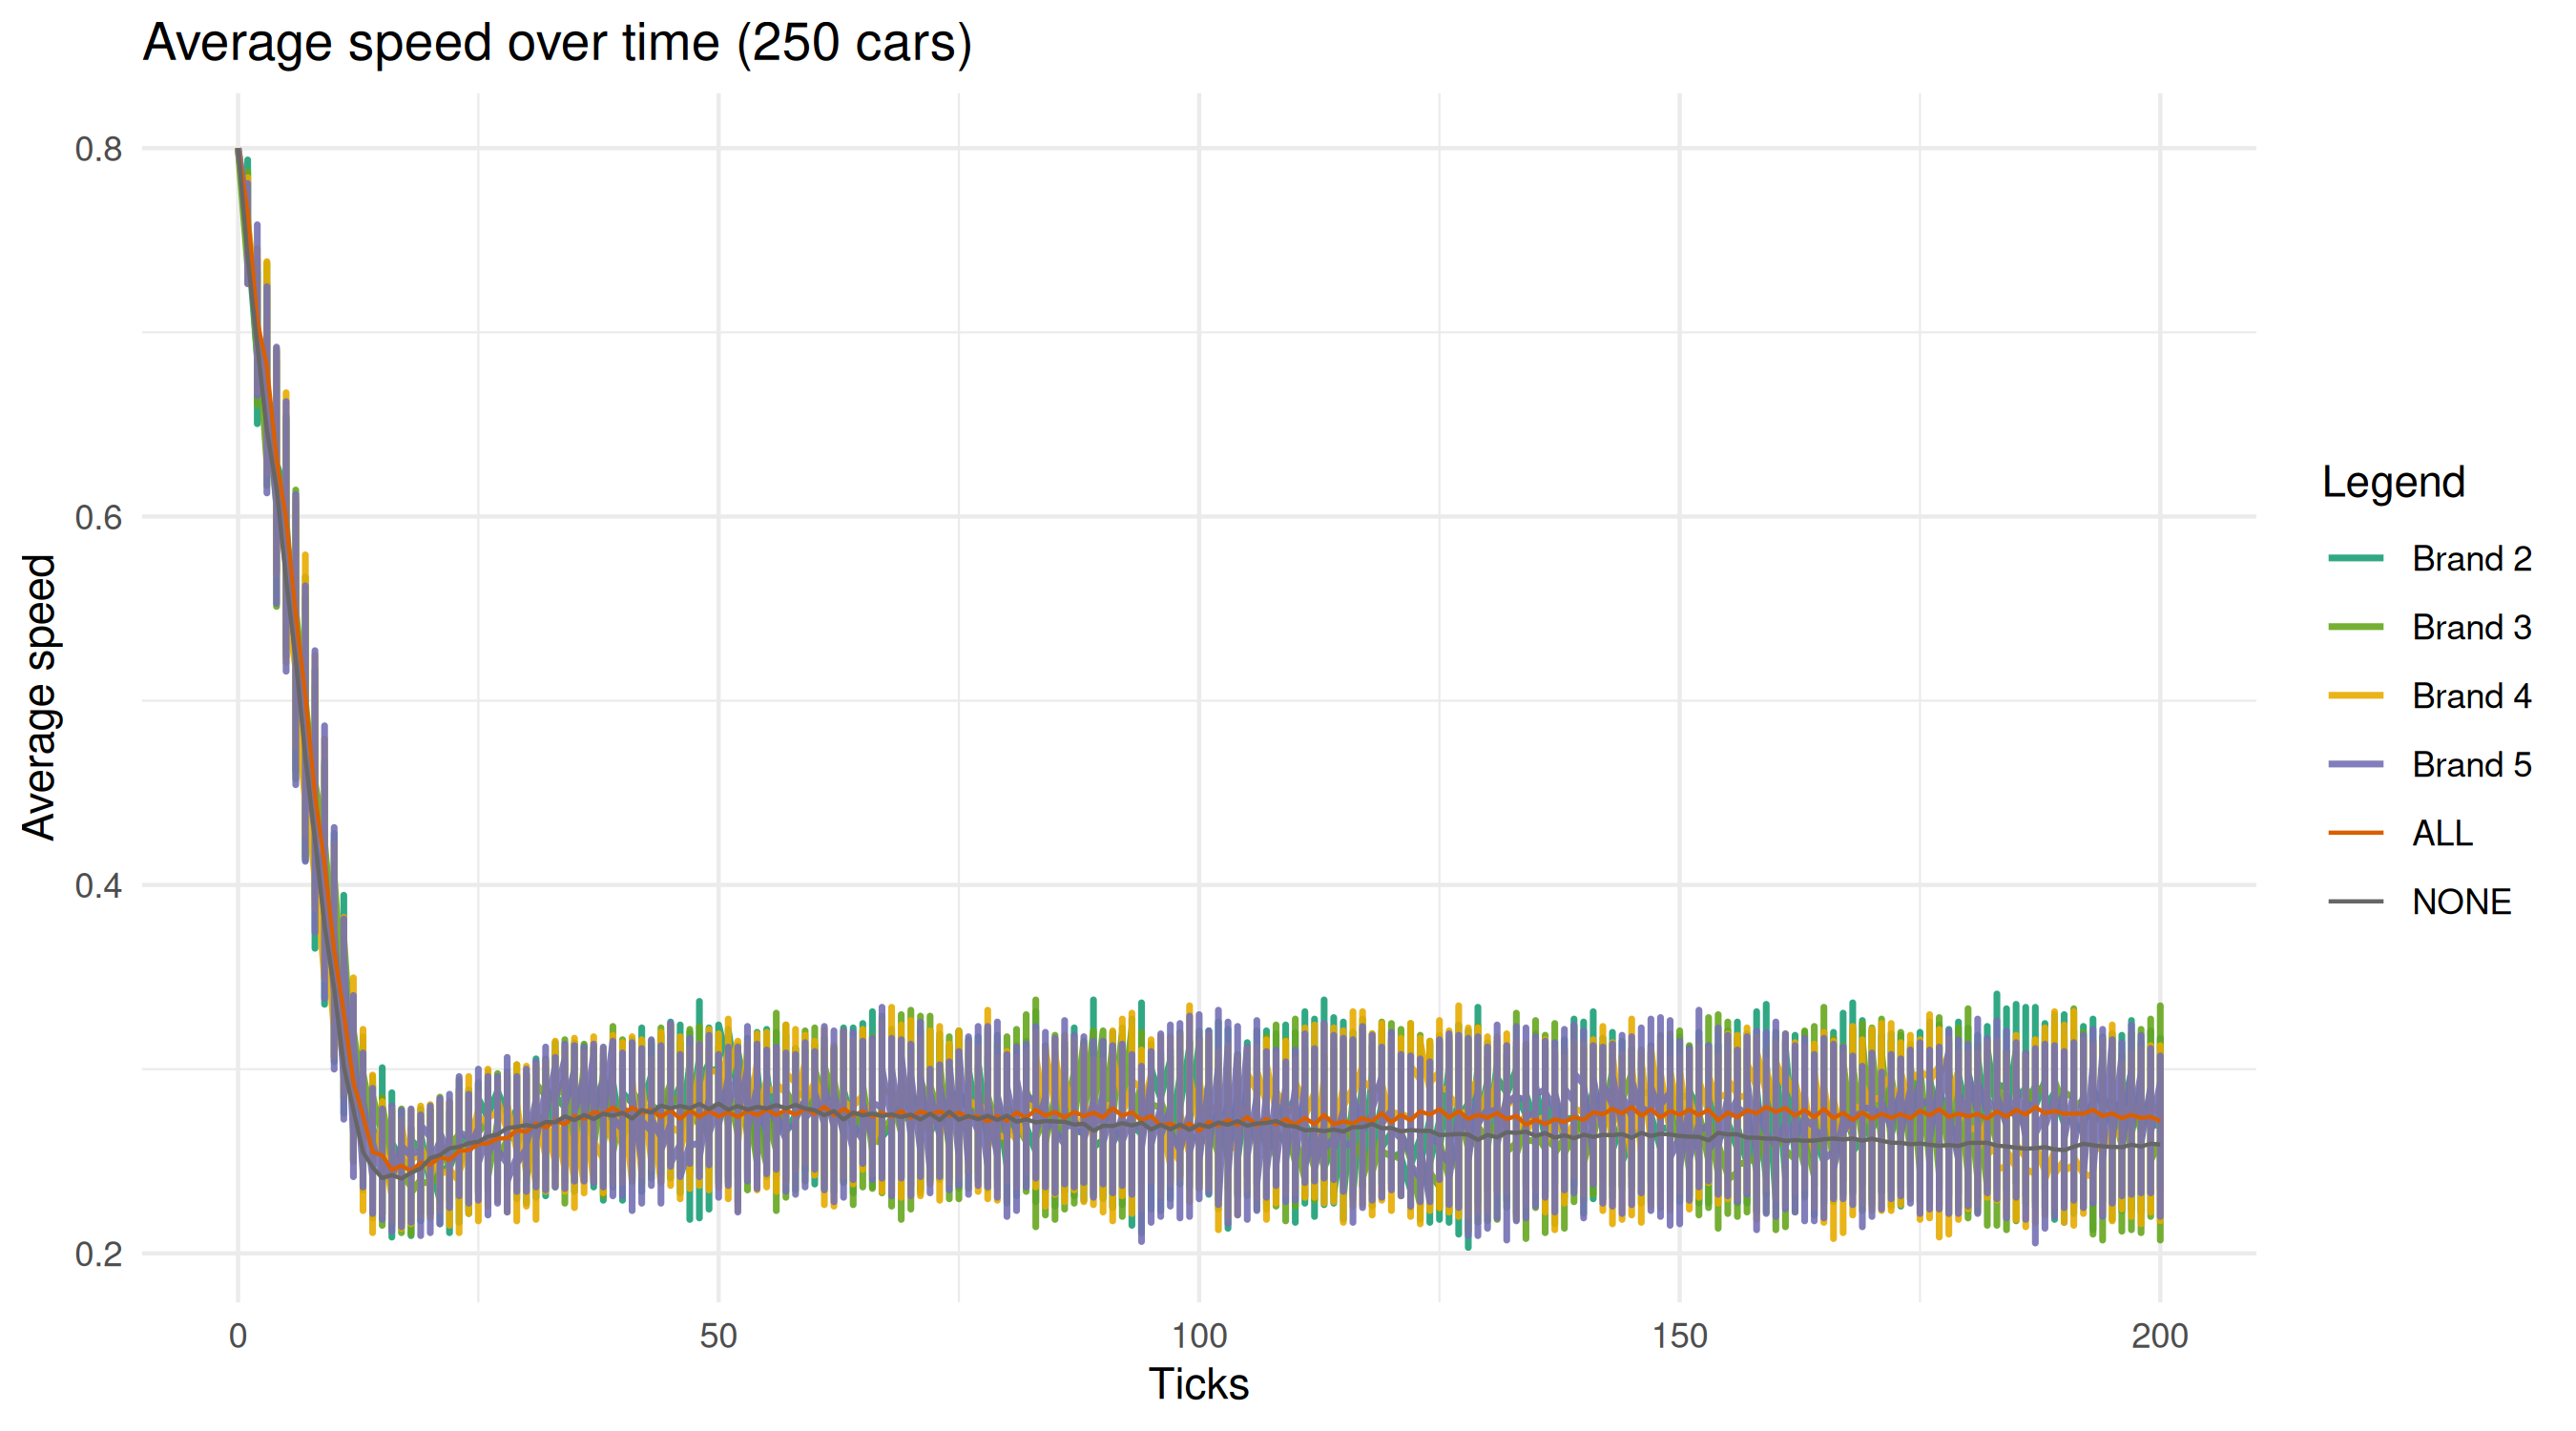 Average speed over time (250 cars)
0.8
0.6
0.4
0.2
Average speed
0
50
100
150
200
Ticks
Legend
Brand 2
Brand 3
Brand 4
Brand 5
ALL
NONE